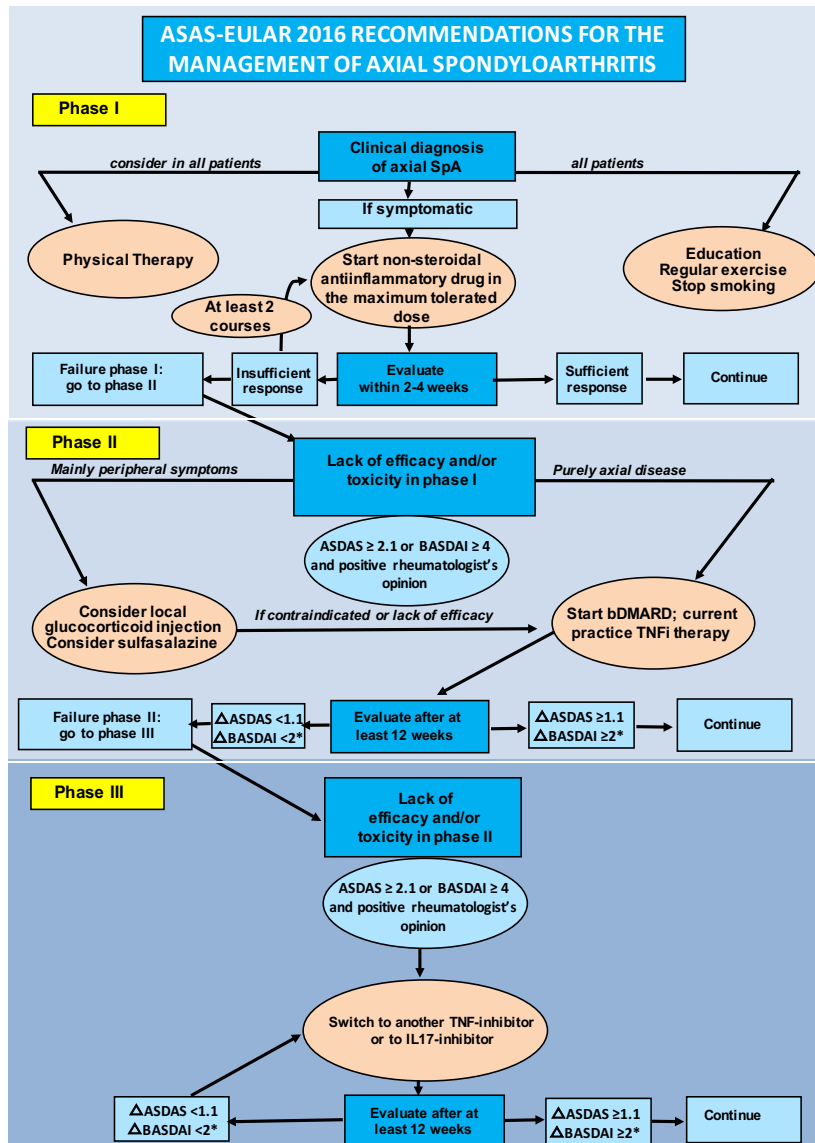 ASAS-EULAR 2016 RECOMMENDATIONS FOR THE
MANAGEMENT OF AXIAL SPONDYLOARTHRITIS
Phase I
Clinical diagnosis
of axial SpA
consider in all patients
all patients
If symptomatic
Physical Therapy
Start non-steroidal
antiinflammatory drug in
the maximum tolerated
dose
Education
Regular exercise
Stop smoking
At least 2
courses
Failure phase I:
go to phase II
Insufficient
response
Evaluate
within 2-4 weeks
Sufficient
response
Continue
Phase II
Mainly peripheral symptoms
Lack of efficacy and/or
toxicity in phase I
Purely axial disease
ASDAS ≥ 2.1 or BASDAI ≥ 4
and positive rheumatologist's
opinion
Consider local
glucocorticoid injection
Consider sulfasalazine
If contraindicated or lack of efficacy
Start bDMARD; current
practice TNFi therapy
Failure phase II:
go to phase III
△ASDAS <1.1
△BASDAI <2*
Evaluate after at
least 12 weeks
△ASDAS ≥1.1
△BASDAI ≥2*
Continue
Phase III
Lack of
efficacy and/or
toxicity in phase II
ASDAS ≥ 2.1 or BASDAI ≥ 4
and positive rheumatologist's
opinion
Switch to another TNF-inhibitor
or to IL17-inhibitor
△ASDAS <1.1
△BASDAI <2*
Evaluate after at
least 12 weeks
△ASDAS ≥1.1
△BASDAI ≥2*
Continue